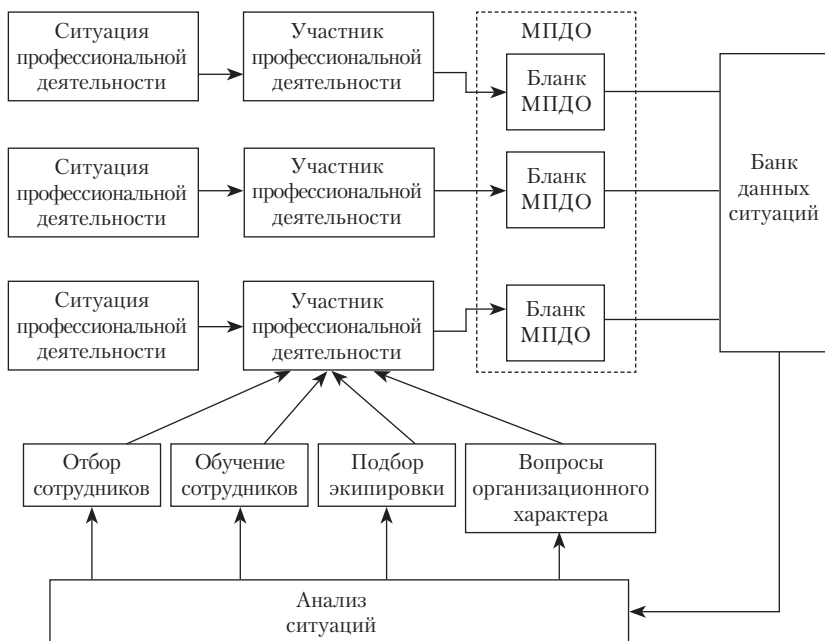 Ситуация
профессиональной
деятельности
Участник
профессиональной
деятельности
МПДО
Бланк
МПДО
Ситуация
профессиональной
деятельности
Участник
профессиональной
деятельности
Бланк
МПДО
Банк
данных
ситуаций
Ситуация
профессиональной
деятельности
Участник
профессиональной
деятельности
Бланк
МПДО
Отбор
сотрудников
Обучение
сотрудников
Подбор
экипировки
Вопросы
организационного
характера
Анализ
ситуаций